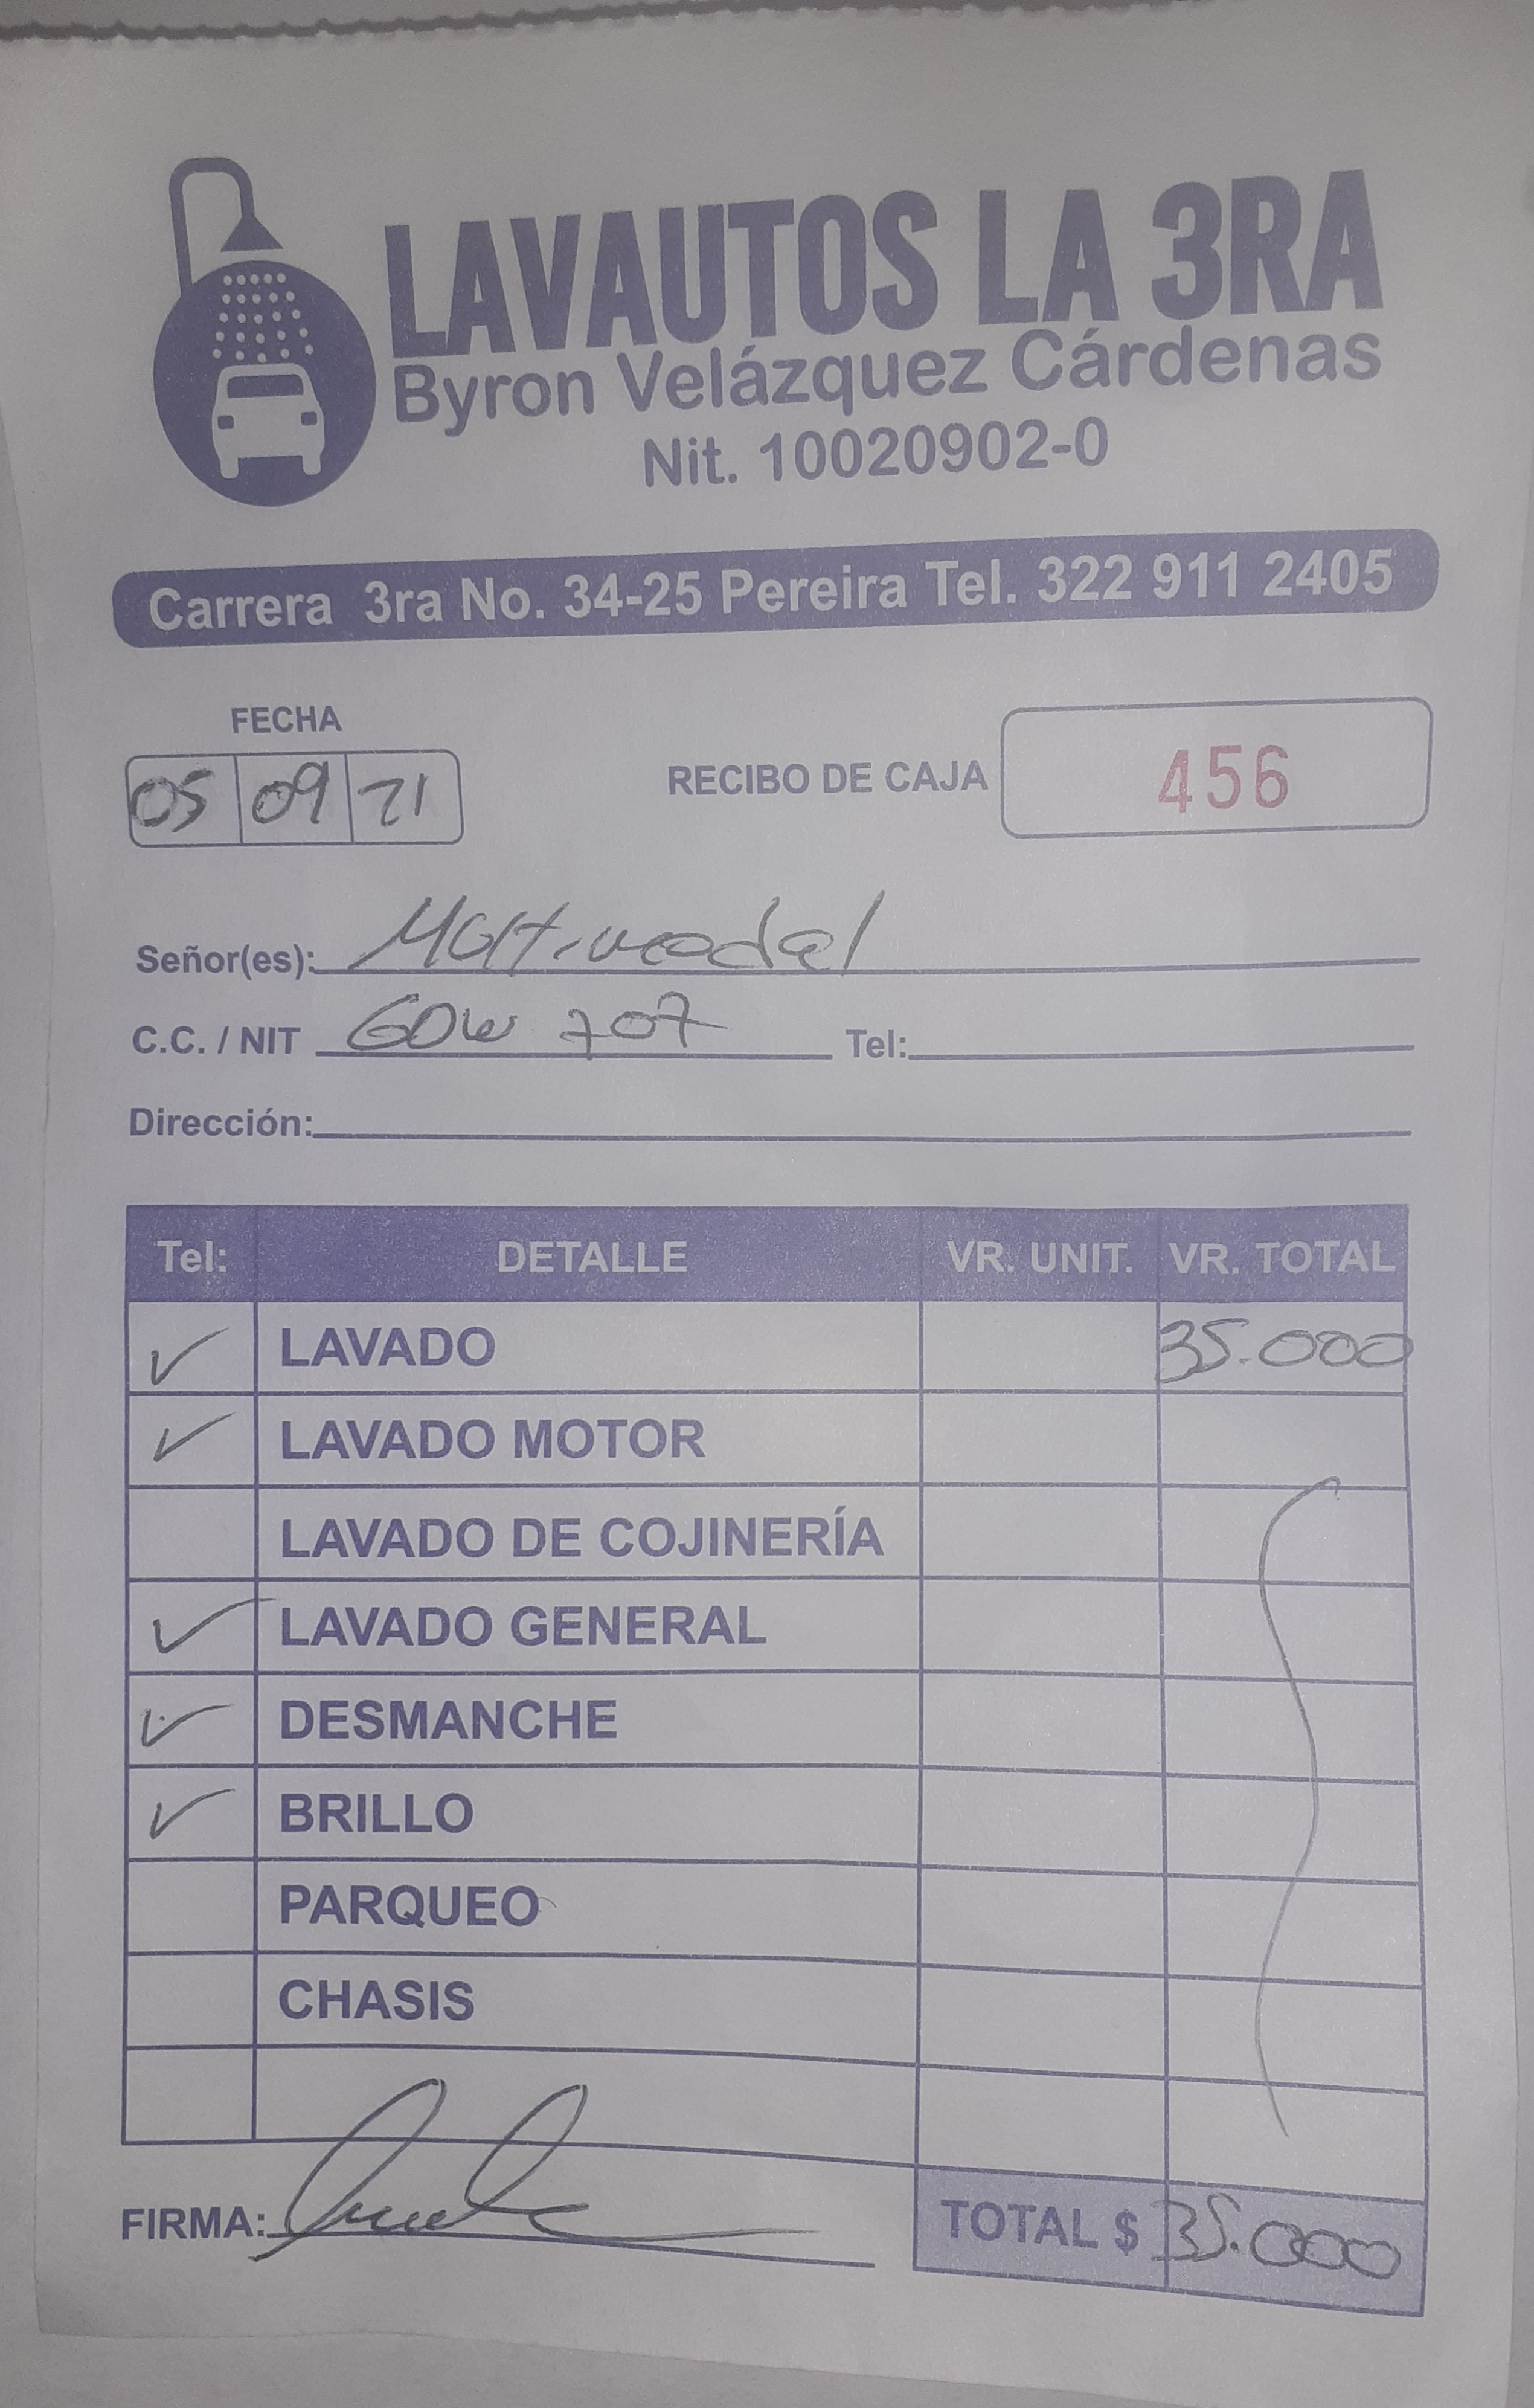 LAVAUTOS LA 3RA
Byron Velázquez Cárdenas
Nit. 10020902-0
Carrera 3ra No. 34-25 Pereira Tel. 322 911 2405
FECHA
05 09 21
RECIBO DE CAJA 456
Señor(es):
C.C. / NIT GOW 707 Tel:
Dirección:
Tel: DETALLE VR. UNIT. VR. TOTAL
✓ LAVADO 35.000
✓ LAVADO MOTOR
LAVADO DE COJINERÍA
✓ LAVADO GENERAL
✓ DESMANCHE
✓ BRILLO
PARQUEO
CHASIS
FIRMA:
TOTAL $ 35.000